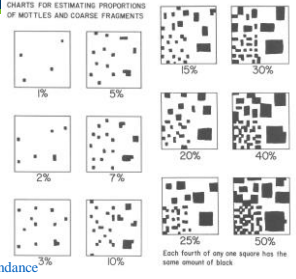 CHARTS FOR ESTIMATING PROPORTIONS
OF MOTTLES AND COARSE FRAGMENTS
1%
5%
2%
7%
3%
10%
15%
30%
20%
40%
25%
50%
Each fourth of any one square has the
same amount of black
ndance